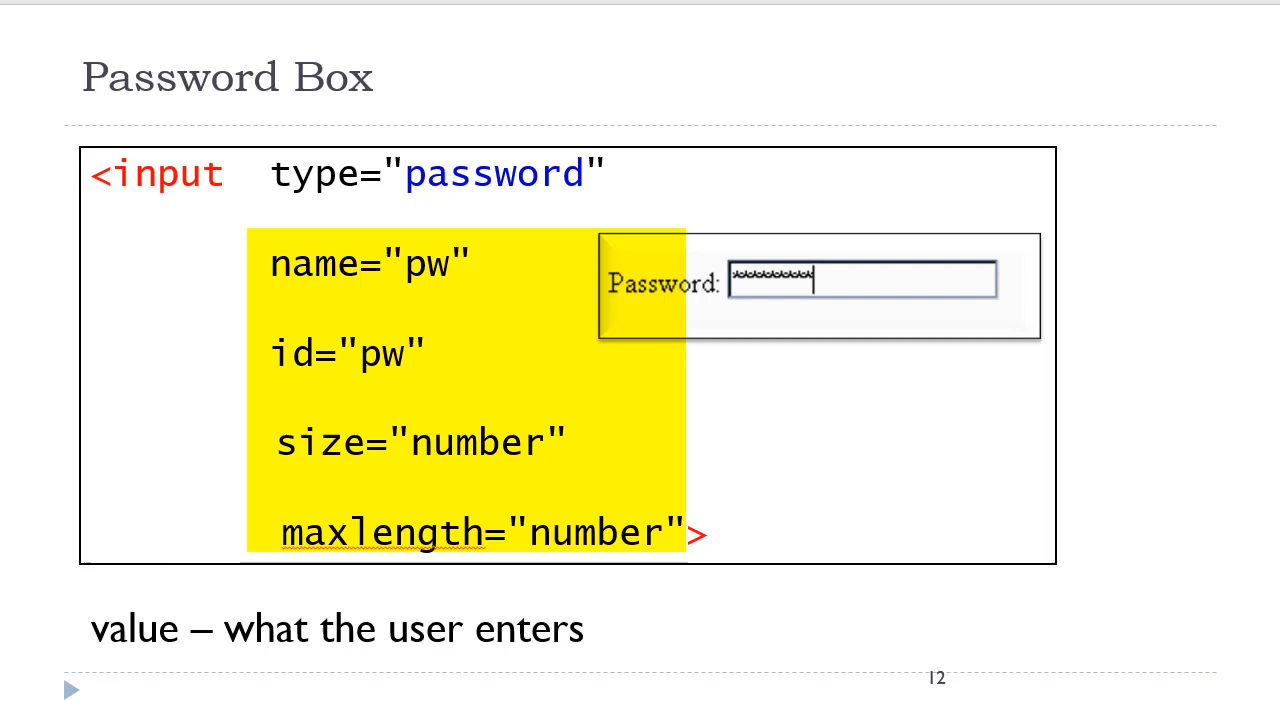 Password Box
<input type="password"
name="pw"
Password: **********
id="pw"
size="number"
maxlength="number">
value – what the user enters
12